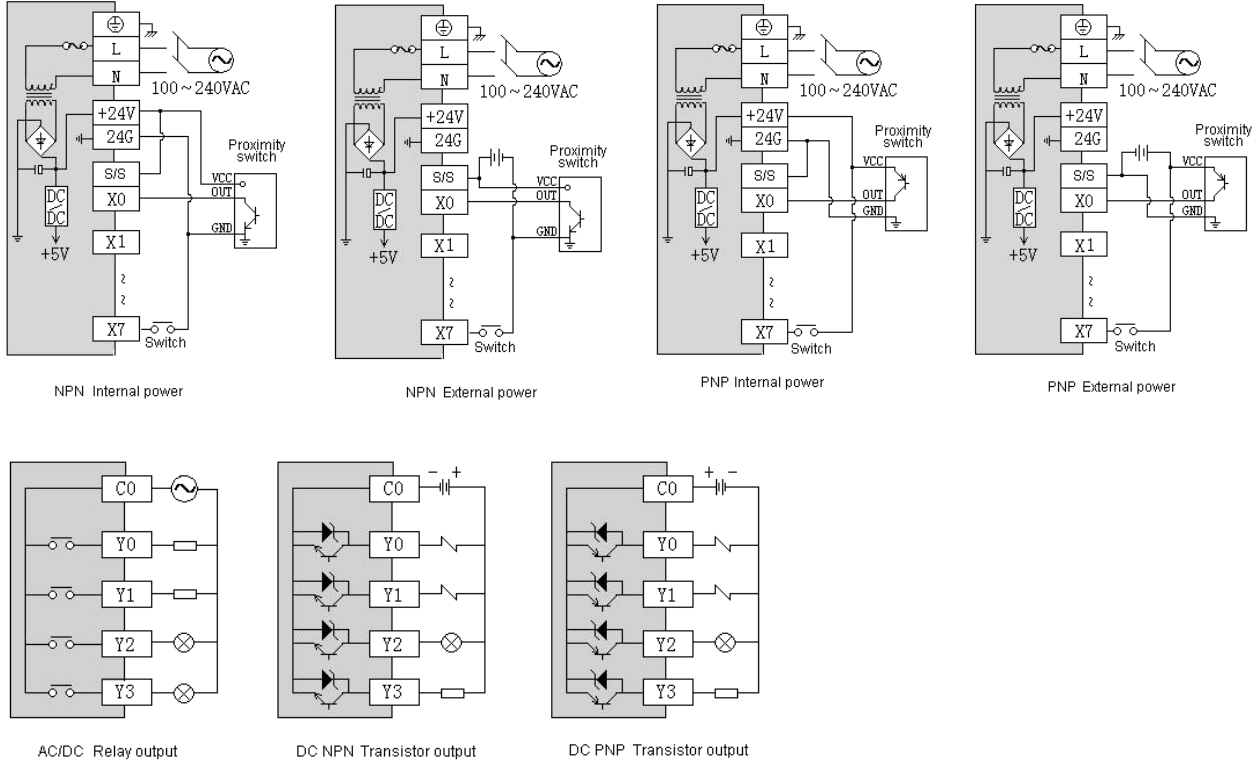 L
N
100~240VAC
+24V
24G
S/S
X0
X1
~
~
X7
DC
DC
+5V
Proximity
switch
VCC
OUT
GND
Switch
NPN Internal power
L
N
100~240VAC
+24V
24G
S/S
X0
X1
~
~
X7
DC
DC
+5V
Proximity
switch
VCC
OUT
GND
Switch
NPN External power
L
N
100~240VAC
+24V
24G
S/S
X0
X1
~
~
X7
DC
DC
+5V
Proximity
switch
VCC
OUT
GND
Switch
PNP Internal power
L
N
100~240VAC
+24V
24G
S/S
X0
X1
~
~
X7
DC
DC
+5V
Proximity
switch
VCC
OUT
GND
Switch
PNP External power
C0
Y0
Y1
Y2
Y3
AC/DC Relay output
C0
- +
Y0
Y1
Y2
Y3
DC NPN Transistor output
C0
+ -
Y0
Y1
Y2
Y3
DC PNP Transistor output